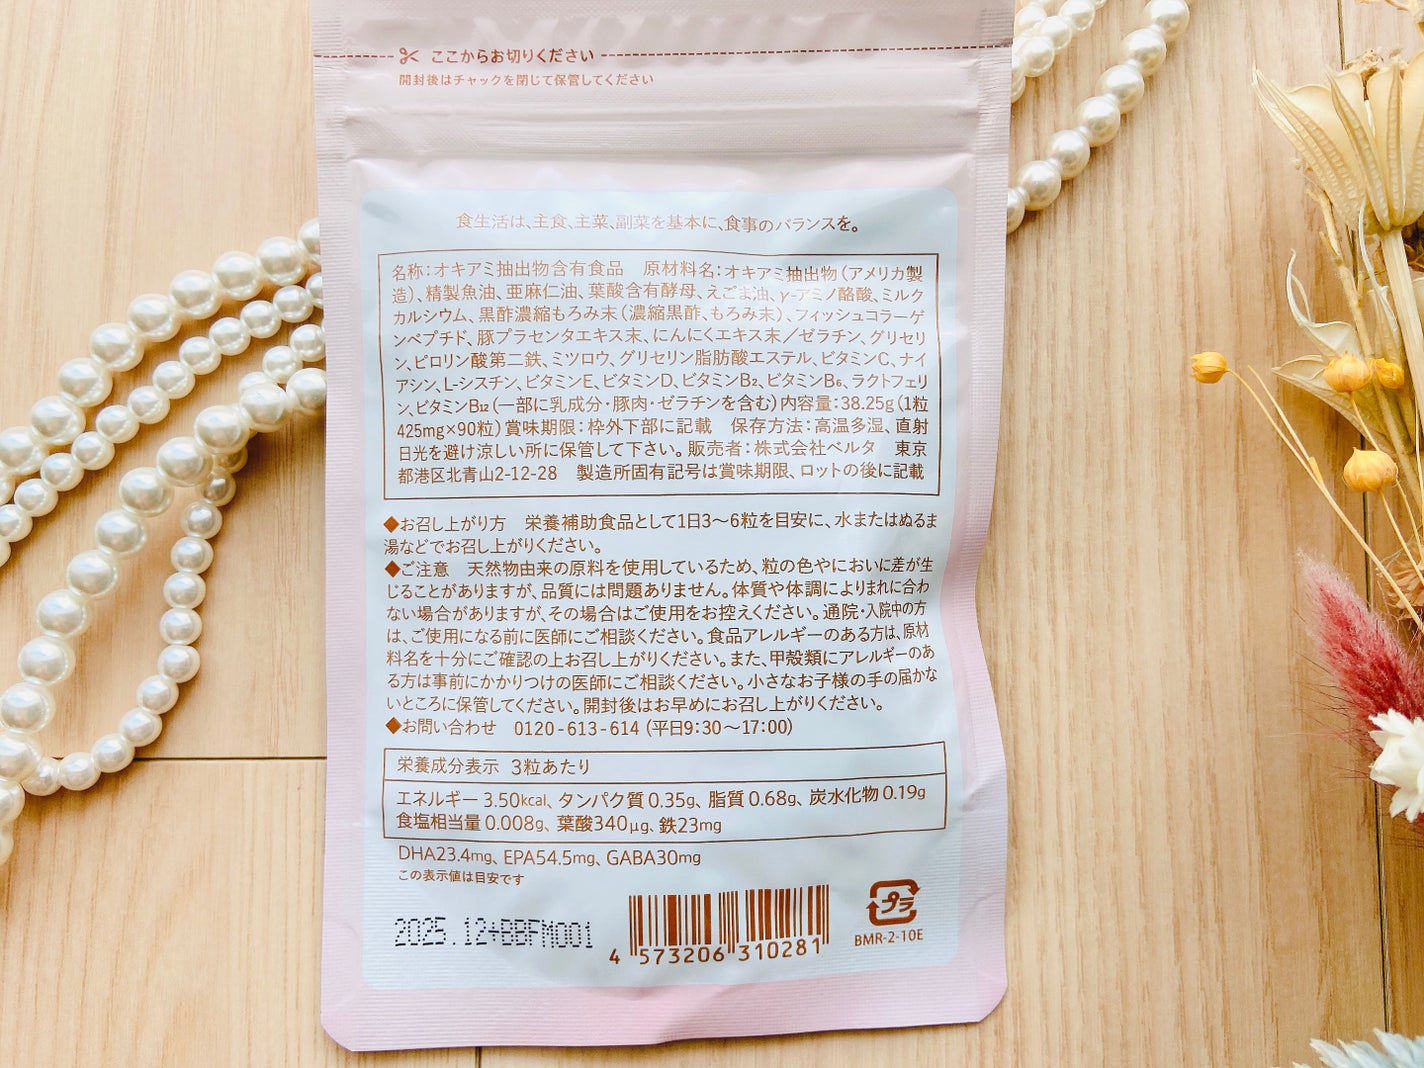 ここからお切りください
開封後はチャックを閉じて保管してください
食生活は、主食、主菜、副菜を基本に、食事のバランスを。
名称：オキアミ抽出物含有食品　原材料名：オキアミ抽出物（アメリカ製
造）、精製魚油、亜麻仁油、葉酸含有酵母、えごま油、γ-アミノ酪酸、ミルク
カルシウム、黒酢濃縮もろみ末（濃縮黒酢、もろみ末）、フィッシュコラーゲ
ンペプチド、豚プラセンタエキス末、にんにくエキス末／ゼラチン、グリセリ
ン、ピロリン酸第二鉄、ミツロウ、グリセリン脂肪酸エステル、ビタミンC、ナイ
アシン、L-シスチン、ビタミンE、ビタミンD、ビタミンB₂、ビタミンB₆、ラクトフェリ
ン、ビタミンB₁₂（一部に乳成分・豚肉・ゼラチンを含む）内容量：38.25g（1粒
425mg×90粒）賞味期限：枠外下部に記載　保存方法：高温多湿、直射
日光を避け涼しい所に保管して下さい。販売者：株式会社ベルタ　東京
都港区北青山2-12-28　製造所固有記号は賞味期限、ロットの後に記載
◆お召し上がり方　栄養補助食品として1日3〜6粒を目安に、水またはぬるま
湯などでお召し上がりください。
◆ご注意　天然物由来の原料を使用しているため、粒の色やにおいに差が生
じることがありますが、品質には問題ありません。体質や体調によりまれに合わ
ない場合がありますが、その場合はご使用をお控えください。通院・入院中の方
は、ご使用になる前に医師にご相談ください。食品アレルギーのある方は、原材
料名を十分にご確認の上お召し上がりください。また、甲殻類にアレルギーのあ
る方は事前にかかりつけの医師にご相談ください。小さなお子様の手の届かな
いところに保管してください。開封後はお早めにお召し上がりください。
◆お問い合わせ　0120-613-614（平日9:30〜17:00）
栄養成分表示　3粒あたり
エネルギー 3.50kcal、タンパク質 0.35g、脂質 0.68g、炭水化物 0.19g
食塩相当量 0.008g、葉酸340μg、鉄23mg
DHA23.4mg、EPA54.5mg、GABA30mg
この表示値は目安です
2025.12+BBFM001
4 573206 310281
プラ
BMR-2-10E